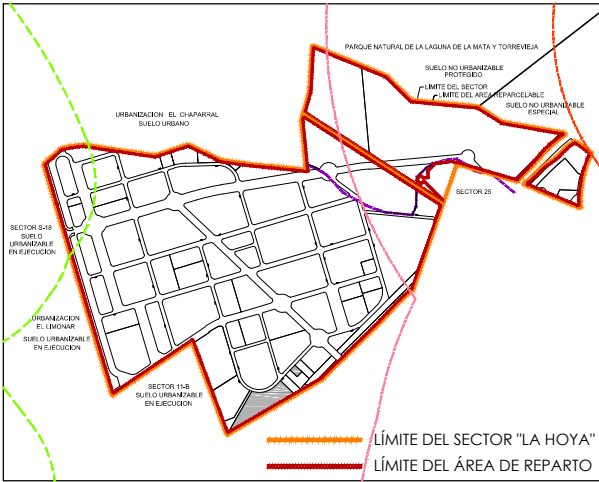 PARQUE NATURAL DE LA LAGUNA DE LA MATA Y TORREVIEJA
SUELO NO URBANIZABLE
PROTEGIDO
LIMITE DEL SECTOR
LIMITE DEL AREA REPARCELABLE
SUELO NO URBANIZABLE
ESPECIAL
URBANIZACION EL CHAPARRAL
SUELO URBANO
SECTOR 25
SECTOR S-18
SUELO
URBANIZABLE
EN EJECUCION
URBANIZACION
EL LIMONAR
SUELO URBANIZABLE
EN EJECUCION
SECTOR 11-B
SUELO URBANIZABLE
EN EJECUCION
LÍMITE DEL SECTOR "LA HOYA"
LÍMITE DEL ÁREA DE REPARTO